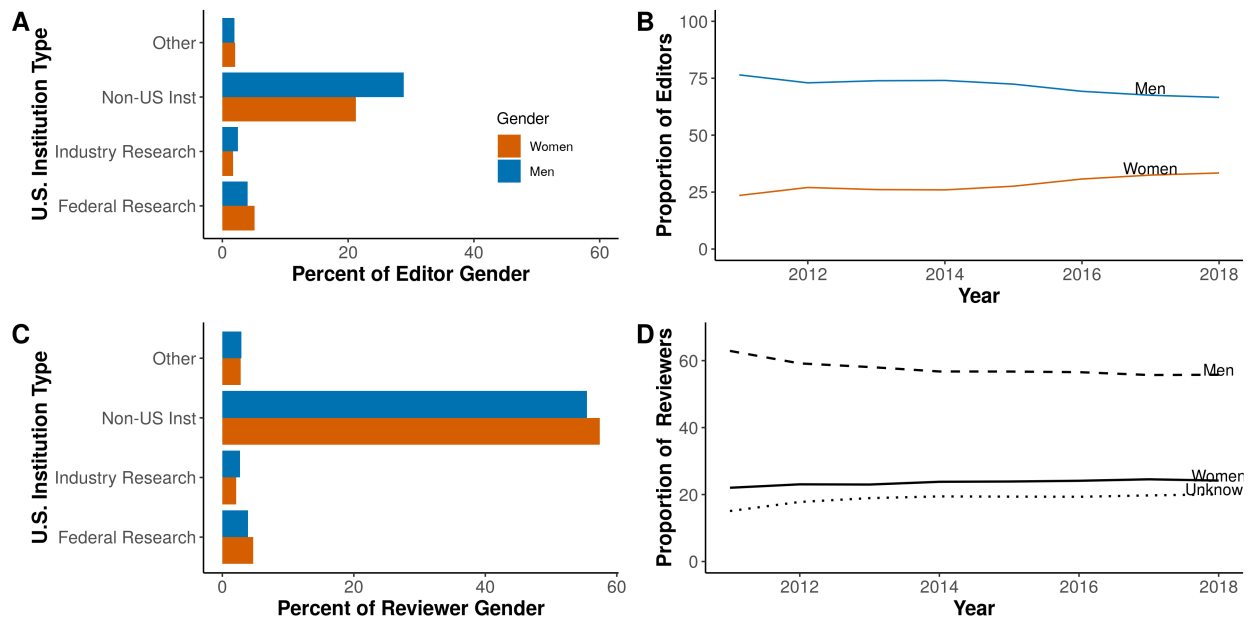 A
U.S. Institution Type
Other
Non-US Inst
Industry Research
Federal Research
0 20 40 60
Percent of Editor Gender
Gender
Women
Men
B
Proportion of Editors
100
75
50
25
0
Men
Women
2012 2014 2016 2018
Year
C
U.S. Institution Type
Other
Non-US Inst
Industry Research
Federal Research
0 20 40 60
Percent of Reviewer Gender
D
Proportion of Reviewers
60
40
20
0
Men
Women
Unknow
2012 2014 2016 2018
Year